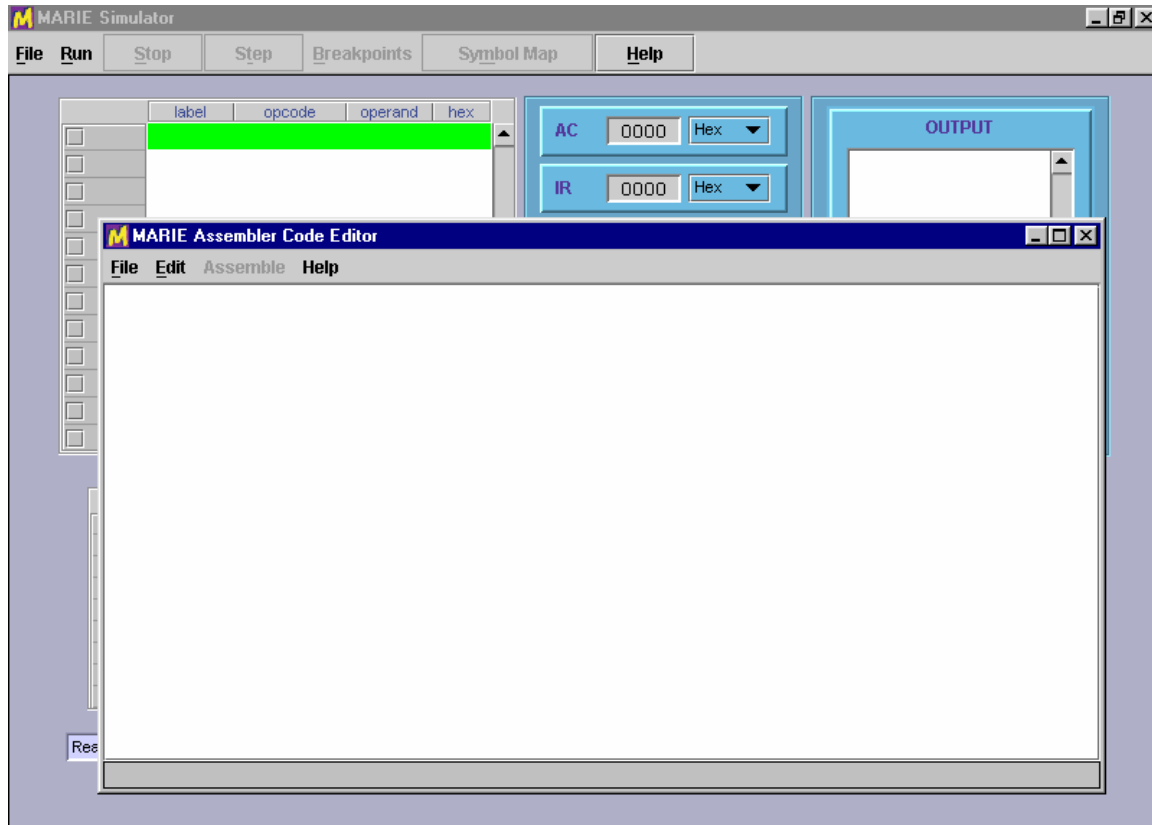 MARIE Simulator
File Run Stop Step Breakpoints Symbol Map Help
label opcode operand hex
AC 0000 Hex
IR 0000 Hex
OUTPUT
MARIE Assembler Code Editor
File Edit Assemble Help
Rea